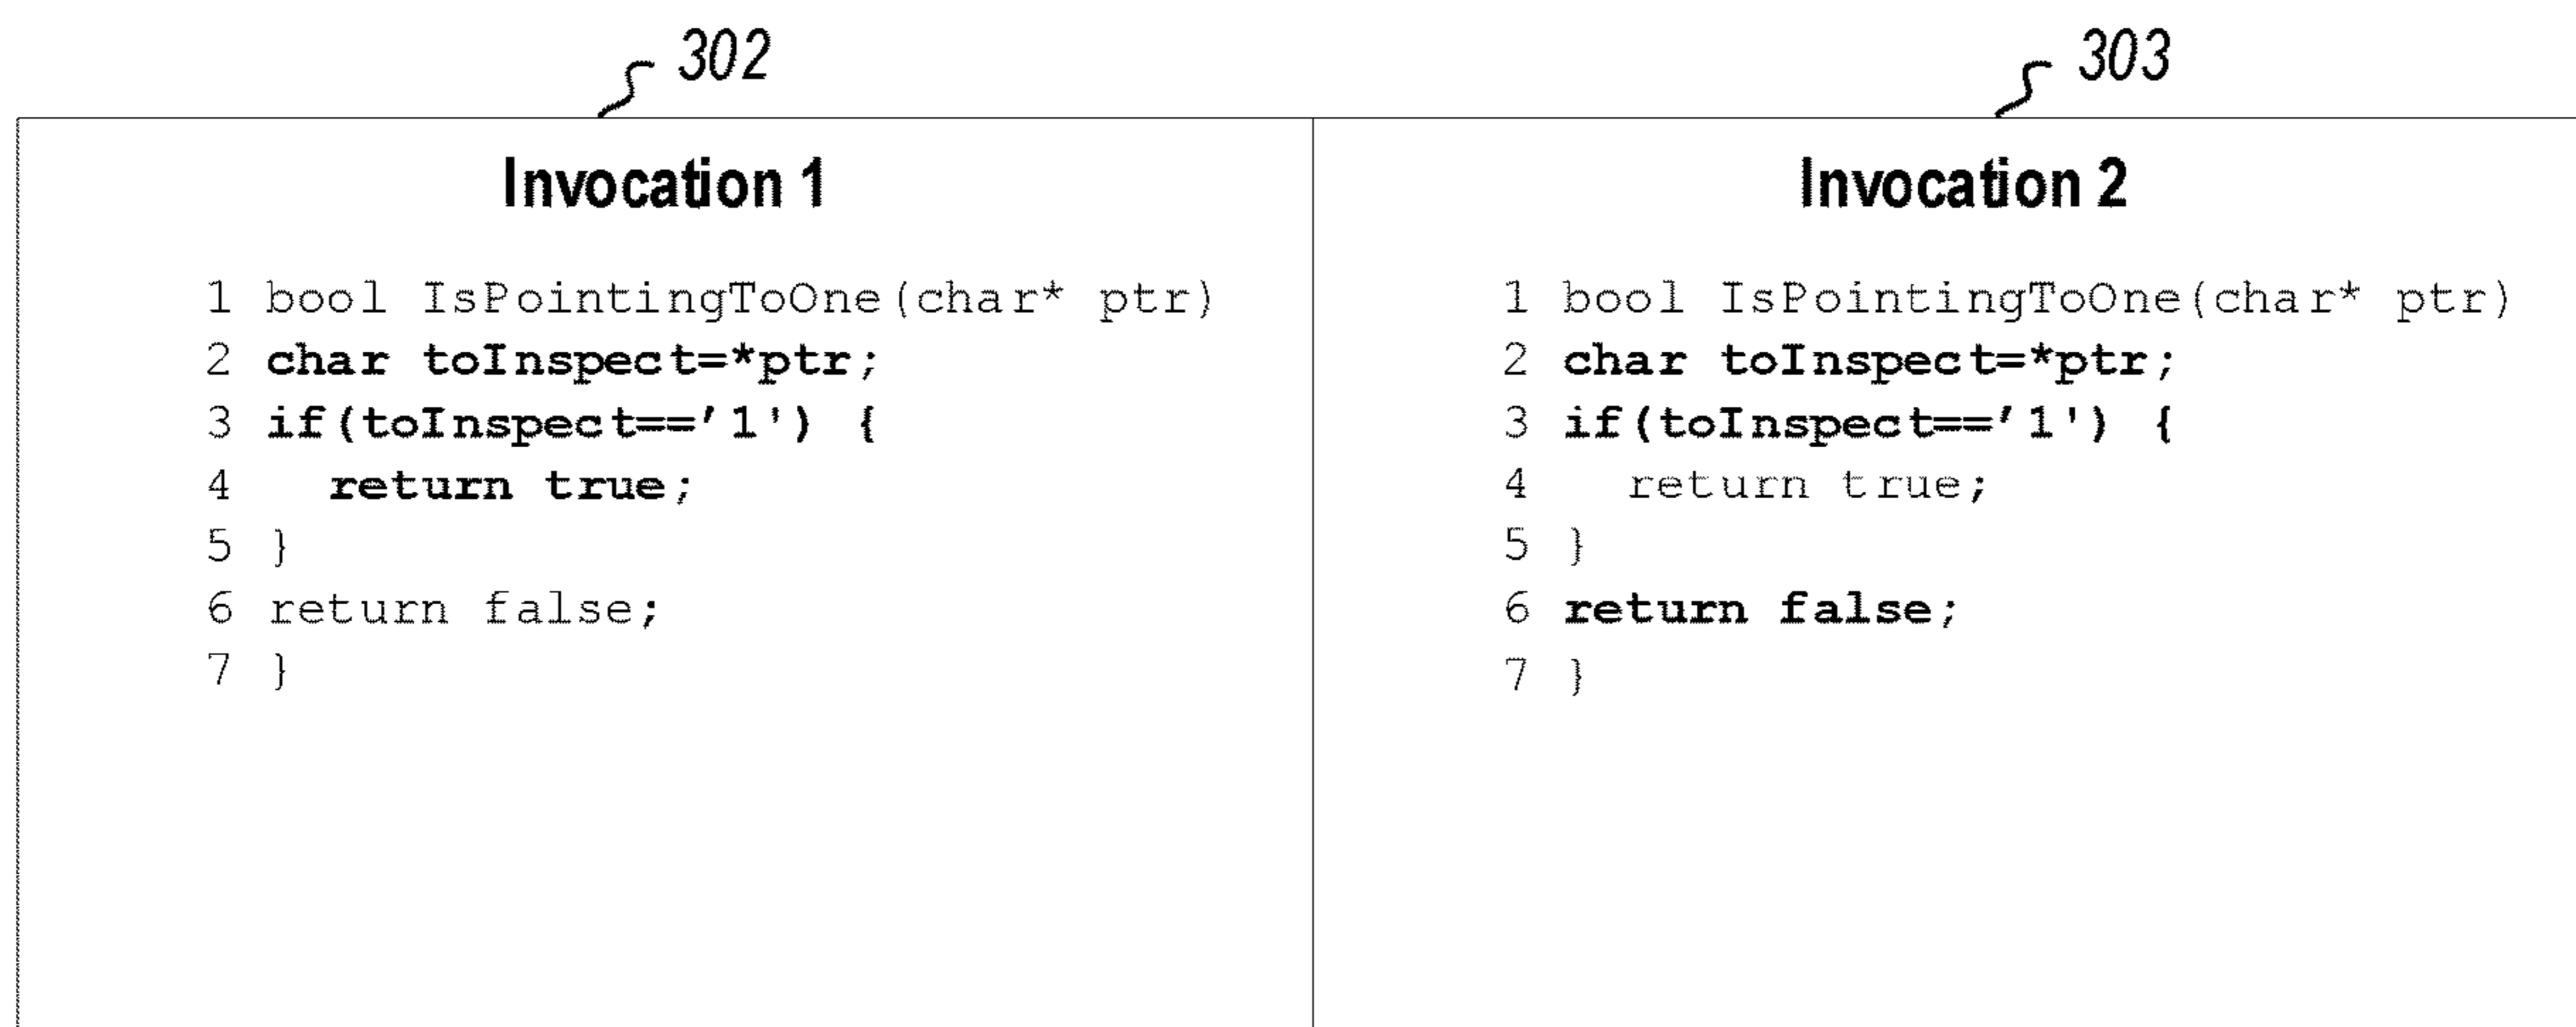 302
303
Invocation 1
1 bool IsPointingToOne(char* ptr)
2 char toInspect=*ptr;
3 if(toInspect==’1') {
4   return true;
5 }
6 return false;
7 }
Invocation 2
1 bool IsPointingToOne(char* ptr)
2 char toInspect=*ptr;
3 if(toInspect==’1') {
4   return true;
5 }
6 return false;
7 }